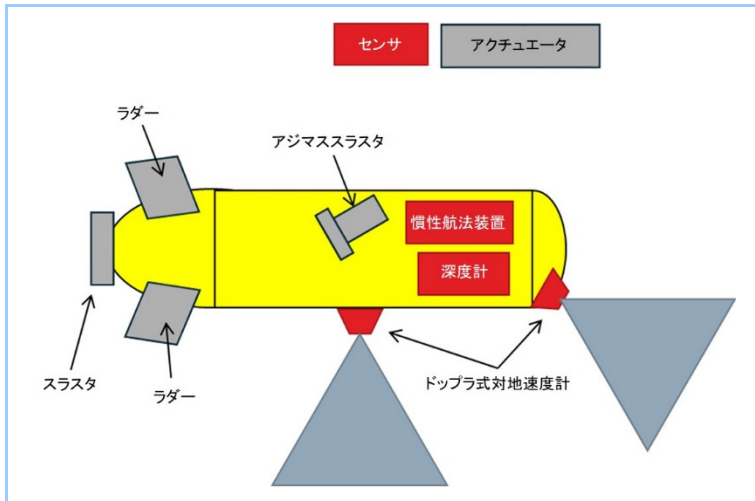 センサ
アクチュエータ
ラダー
アジマススラスタ
慣性航法装置
深度計
スラスタ
ラダー
ドップラ式対地速度計